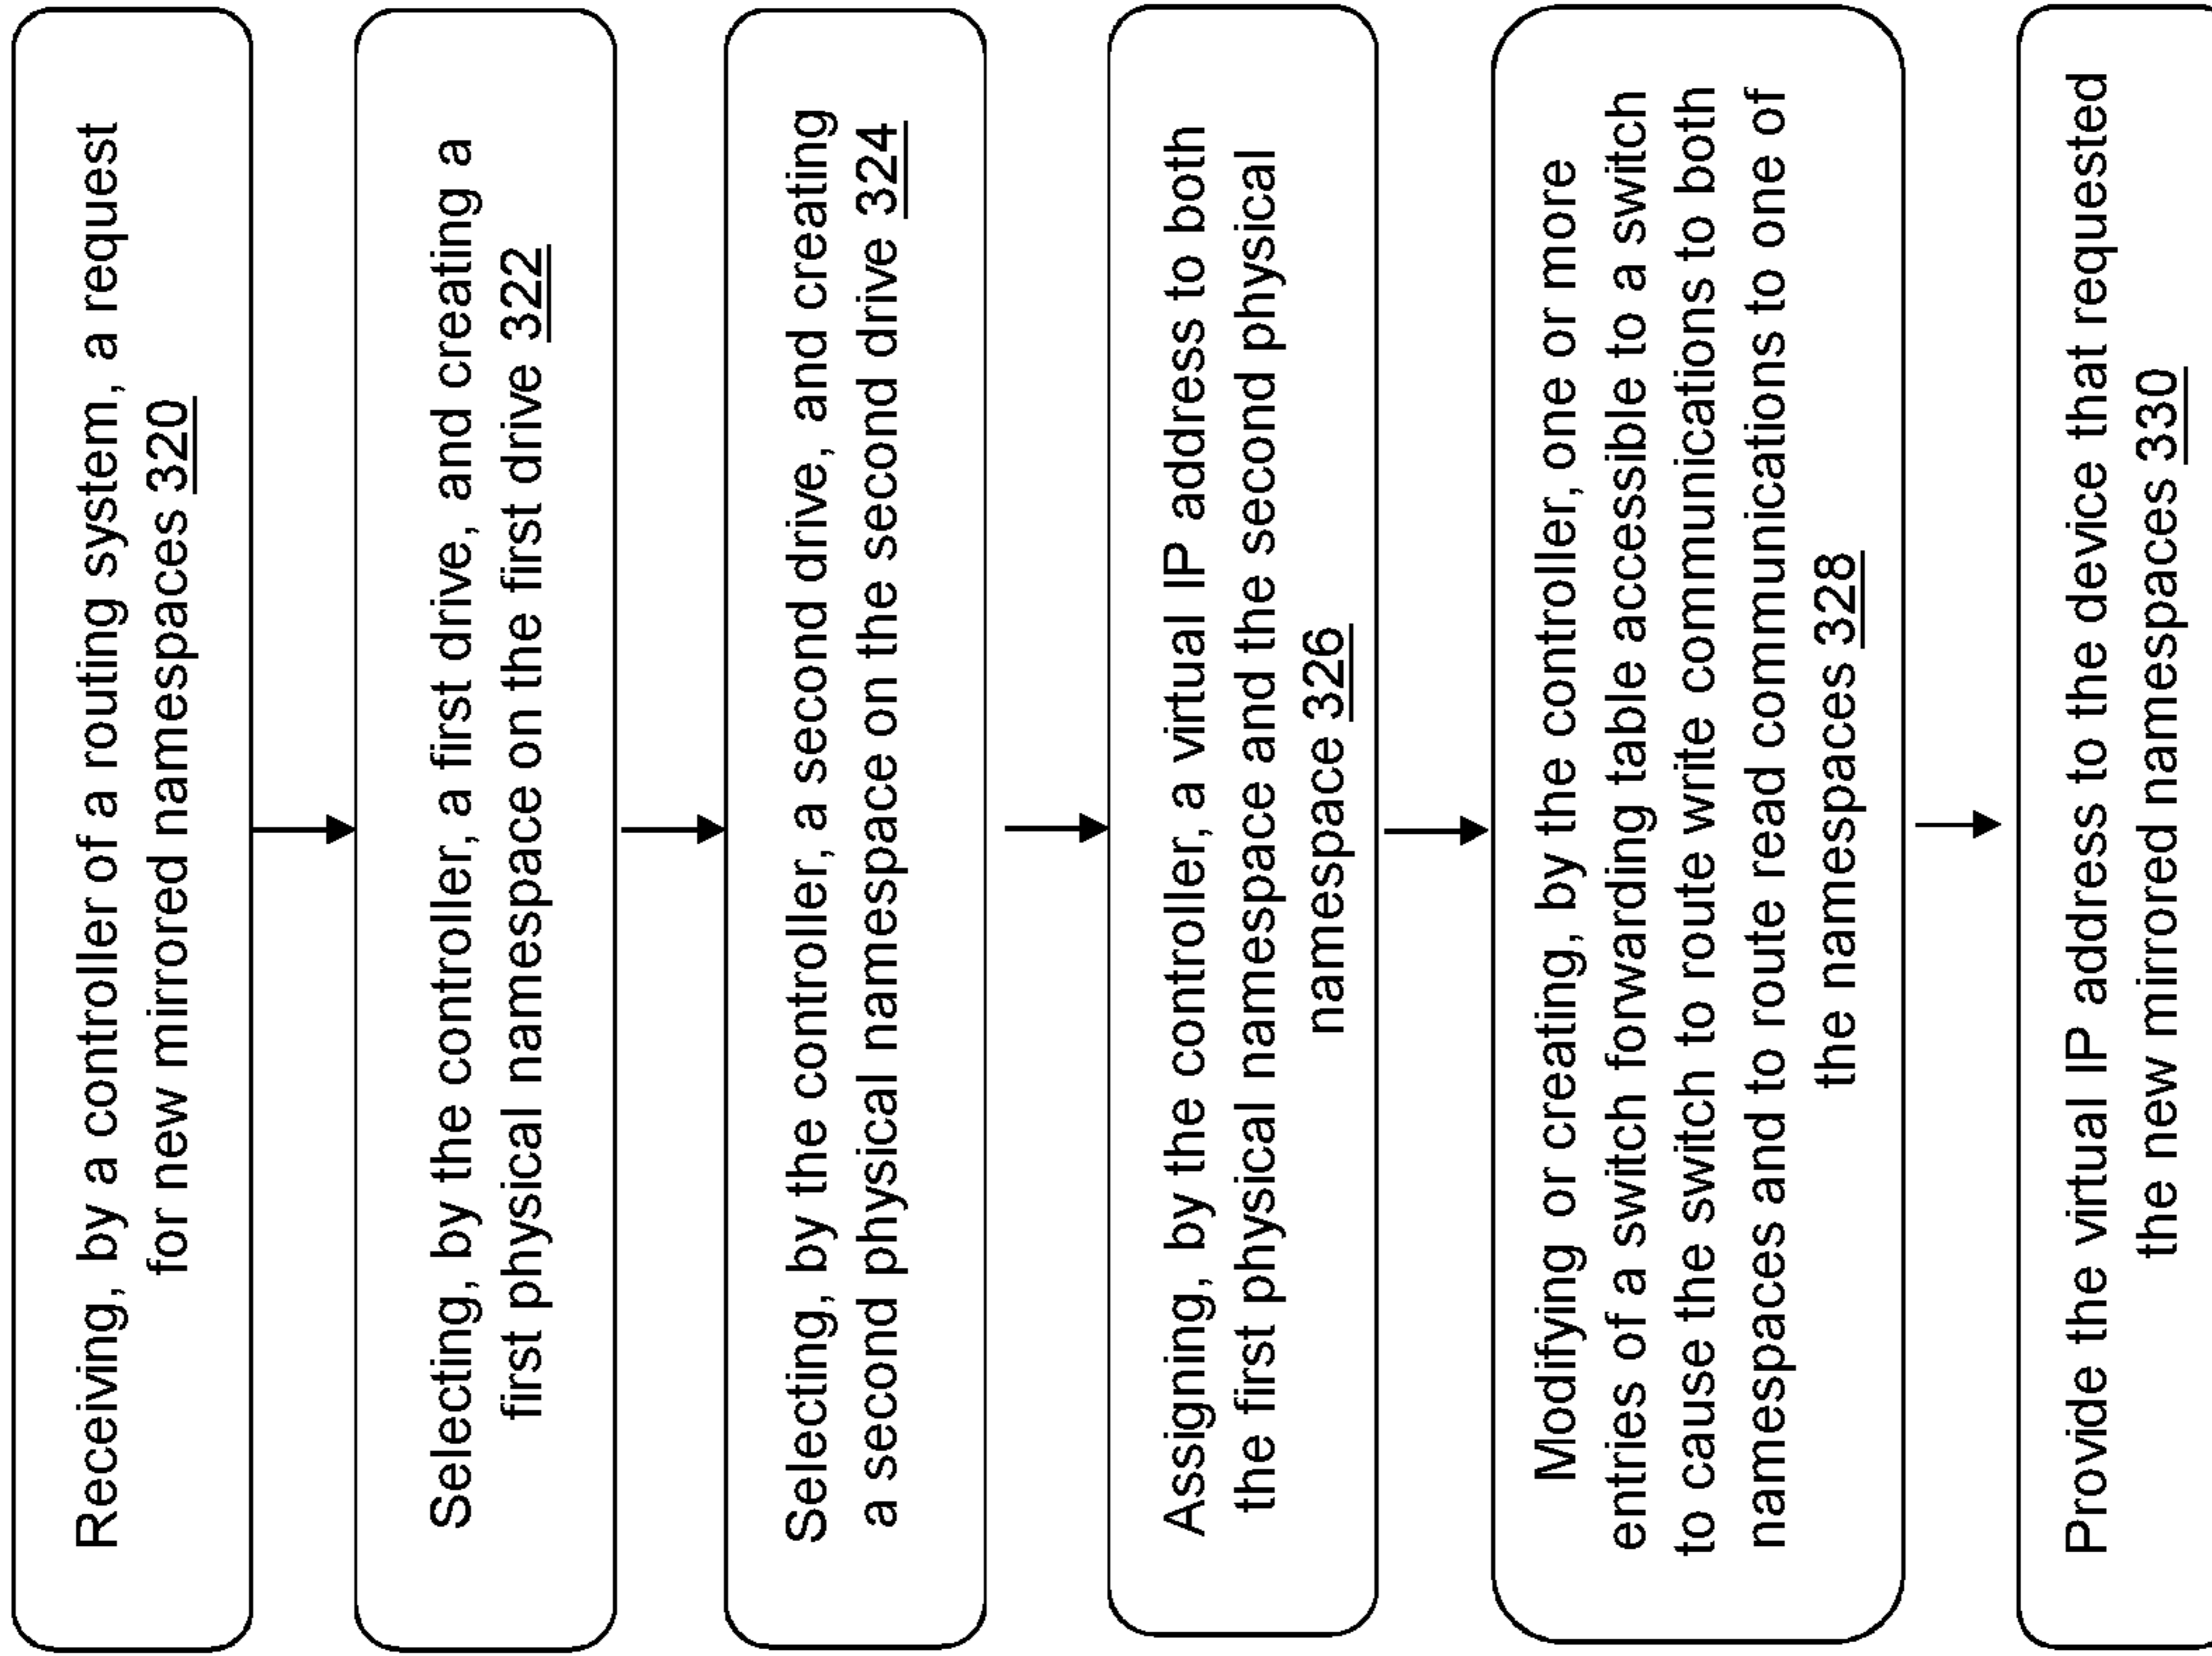 Receiving, by a controller of a routing system, a request
for new mirrored namespaces 320
Selecting, by the controller, a first drive, and creating a
first physical namespace on the first drive 322
Selecting, by the controller, a second drive, and creating
a second physical namespace on the second drive 324
Assigning, by the controller, a virtual IP address to both
the first physical namespace and the second physical
namespace 326
Modifying or creating, by the controller, one or more
entries of a switch forwarding table accessible to a switch
to cause the switch to route write communications to both
namespaces and to route read communications to one of
the namespaces 328
Provide the virtual IP address to the device that requested
the new mirrored namespaces 330